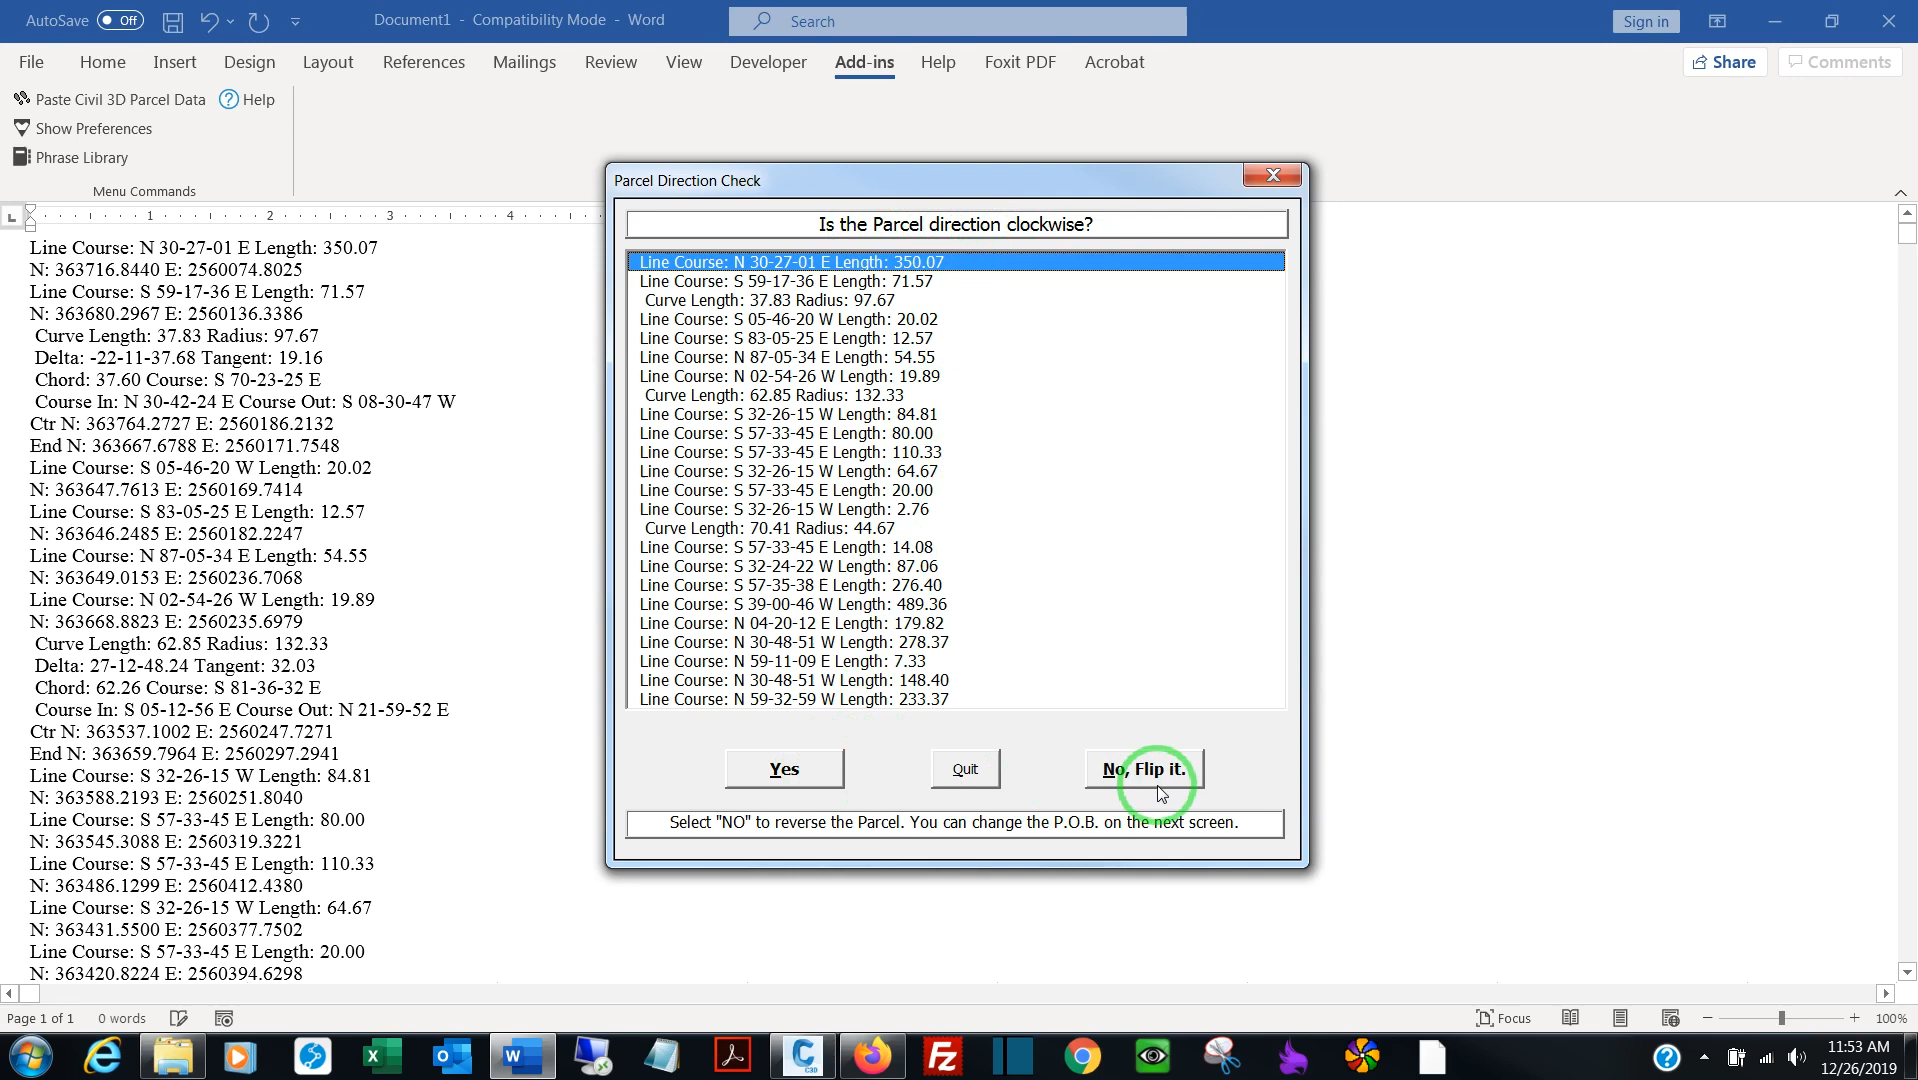 AutoSave Off Document1 - Compatibility Mode - Word Search Sign in
File Home Insert Design Layout References Mailings Review View Developer Add-ins Help Foxit PDF Acrobat Share Comments
Paste Civil 3D Parcel Data Help
Show Preferences
Phrase Library
Menu Commands
1 2 3 4
Line Course: N 30-27-01 E Length: 350.07
N: 363716.8440 E: 2560074.8025
Line Course: S 59-17-36 E Length: 71.57
N: 363680.2967 E: 2560136.3386
Curve Length: 37.83 Radius: 97.67
Delta: -22-11-37.68 Tangent: 19.16
Chord: 37.60 Course: S 70-23-25 E
Course In: N 30-42-24 E Course Out: S 08-30-47 W
Ctr N: 363764.2727 E: 2560186.2132
End N: 363667.6788 E: 2560171.7548
Line Course: S 05-46-20 W Length: 20.02
N: 363647.7613 E: 2560169.7414
Line Course: S 83-05-25 E Length: 12.57
N: 363646.2485 E: 2560182.2247
Line Course: N 87-05-34 E Length: 54.55
N: 363649.0153 E: 2560236.7068
Line Course: N 02-54-26 W Length: 19.89
N: 363668.8823 E: 2560235.6979
Curve Length: 62.85 Radius: 132.33
Delta: 27-12-48.24 Tangent: 32.03
Chord: 62.26 Course: S 81-36-32 E
Course In: S 05-12-56 E Course Out: N 21-59-52 E
Ctr N: 363537.1002 E: 2560247.7271
End N: 363659.7964 E: 2560297.2941
Line Course: S 32-26-15 W Length: 84.81
N: 363588.2193 E: 2560251.8040
Line Course: S 57-33-45 E Length: 80.00
N: 363545.3088 E: 2560319.3221
Line Course: S 57-33-45 E Length: 110.33
N: 363486.1299 E: 2560412.4380
Line Course: S 32-26-15 W Length: 64.67
N: 363431.5500 E: 2560377.7502
Line Course: S 57-33-45 E Length: 20.00
N: 363420.8224 E: 2560394.6298
Parcel Direction Check
Is the Parcel direction clockwise?
Line Course: N 30-27-01 E Length: 350.07
Line Course: S 59-17-36 E Length: 71.57
Curve Length: 37.83 Radius: 97.67
Line Course: S 05-46-20 W Length: 20.02
Line Course: S 83-05-25 E Length: 12.57
Line Course: N 87-05-34 E Length: 54.55
Line Course: N 02-54-26 W Length: 19.89
Curve Length: 62.85 Radius: 132.33
Line Course: S 32-26-15 W Length: 84.81
Line Course: S 57-33-45 E Length: 80.00
Line Course: S 57-33-45 E Length: 110.33
Line Course: S 32-26-15 W Length: 64.67
Line Course: S 57-33-45 E Length: 20.00
Line Course: S 32-26-15 W Length: 2.76
Curve Length: 70.41 Radius: 44.67
Line Course: S 57-33-45 E Length: 14.08
Line Course: S 32-24-22 W Length: 87.06
Line Course: S 57-35-38 E Length: 276.40
Line Course: S 39-00-46 W Length: 489.36
Line Course: N 04-20-12 E Length: 179.82
Line Course: N 30-48-51 W Length: 278.37
Line Course: N 59-11-09 E Length: 7.33
Line Course: N 30-48-51 W Length: 148.40
Line Course: N 59-32-59 W Length: 233.37
Yes Quit No, Flip it.
Select "NO" to reverse the Parcel. You can change the P.O.B. on the next screen.
Page 1 of 1 0 words Focus 100%
11:53 AM
12/26/2019